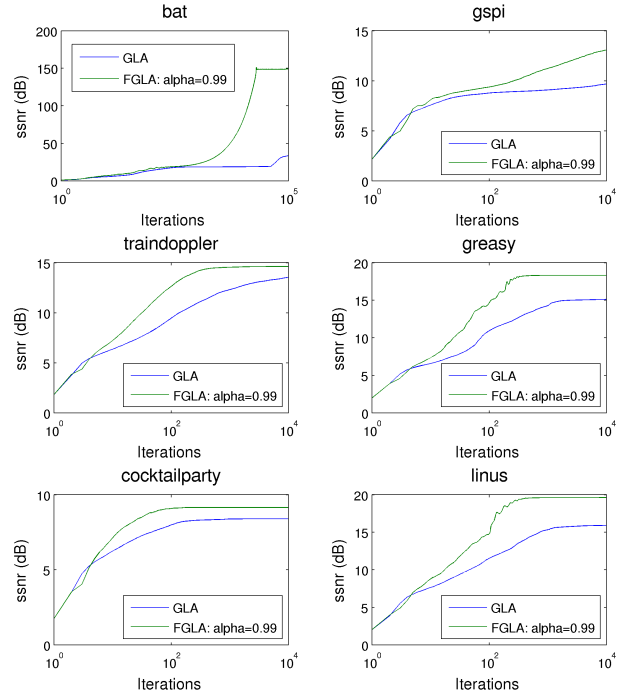 bat
200
150
100
50
0
ssnr (dB)
GLA
FGLA: alpha=0.99
10^0
10^5
Iterations
gspi
15
10
5
0
ssnr (dB)
GLA
FGLA: alpha=0.99
10^0
10^2
10^4
Iterations
traindoppler
15
10
5
0
ssnr (dB)
GLA
FGLA: alpha=0.99
10^0
10^2
10^4
Iterations
greasy
20
15
10
5
0
ssnr (dB)
GLA
FGLA: alpha=0.99
10^0
10^2
10^4
Iterations
cocktailparty
10
5
0
ssnr (dB)
GLA
FGLA: alpha=0.99
10^0
10^2
10^4
Iterations
linus
20
15
10
5
0
ssnr (dB)
GLA
FGLA: alpha=0.99
10^0
10^2
10^4
Iterations